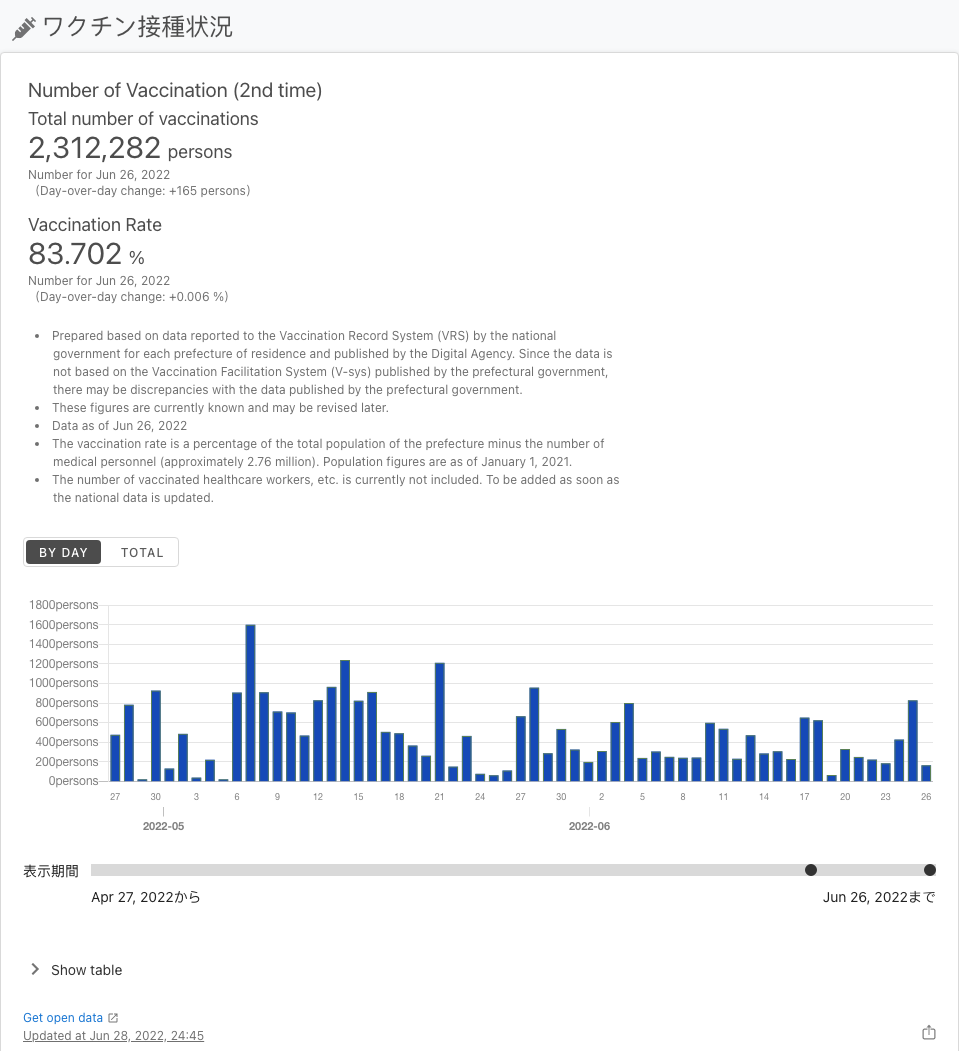 ワクチン接種状況
Number of Vaccination (2nd time)
Total number of vaccinations
2,312,282 persons
Number for Jun 26, 2022
(Day-over-day change: +165 persons)
Vaccination Rate
83.702 %
Number for Jun 26, 2022
(Day-over-day change: +0.006 %)
• Prepared based on data reported to the Vaccination Record System (VRS) by the national
government for each prefecture of residence and published by the Digital Agency. Since the data is
not based on the Vaccination Facilitation System (V-sys) published by the prefectural government,
there may be discrepancies with the data published by the prefectural government.
• These figures are currently known and may be revised later.
• Data as of Jun 26, 2022
• The vaccination rate is a percentage of the total population of the prefecture minus the number of
medical personnel (approximately 2.76 million). Population figures are as of January 1, 2021.
• The number of vaccinated healthcare workers, etc. is currently not included. To be added as soon as
the national data is updated.
BY DAY TOTAL
1800persons
1600persons
1400persons
1200persons
1000persons
800persons
600persons
400persons
200persons
0persons
27 30 3 6 9 12 15 18 21 24 27 30 2 5 8 11 14 17 20 23 26
2022-05 2022-06
表示期間
Apr 27, 2022から Jun 26, 2022まで
Show table
Get open data
Updated at Jun 28, 2022, 24:45